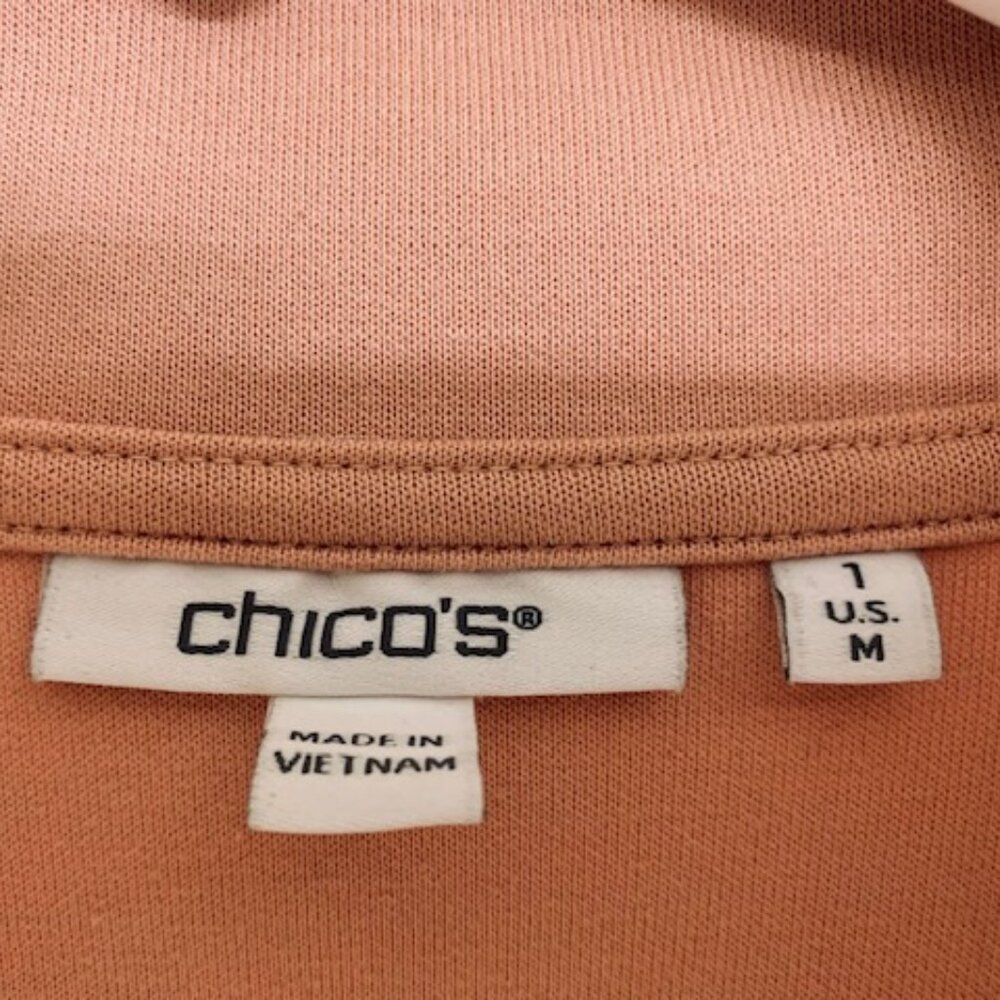 chico's®
1
U.S.
M
MADE IN
VIETNAM